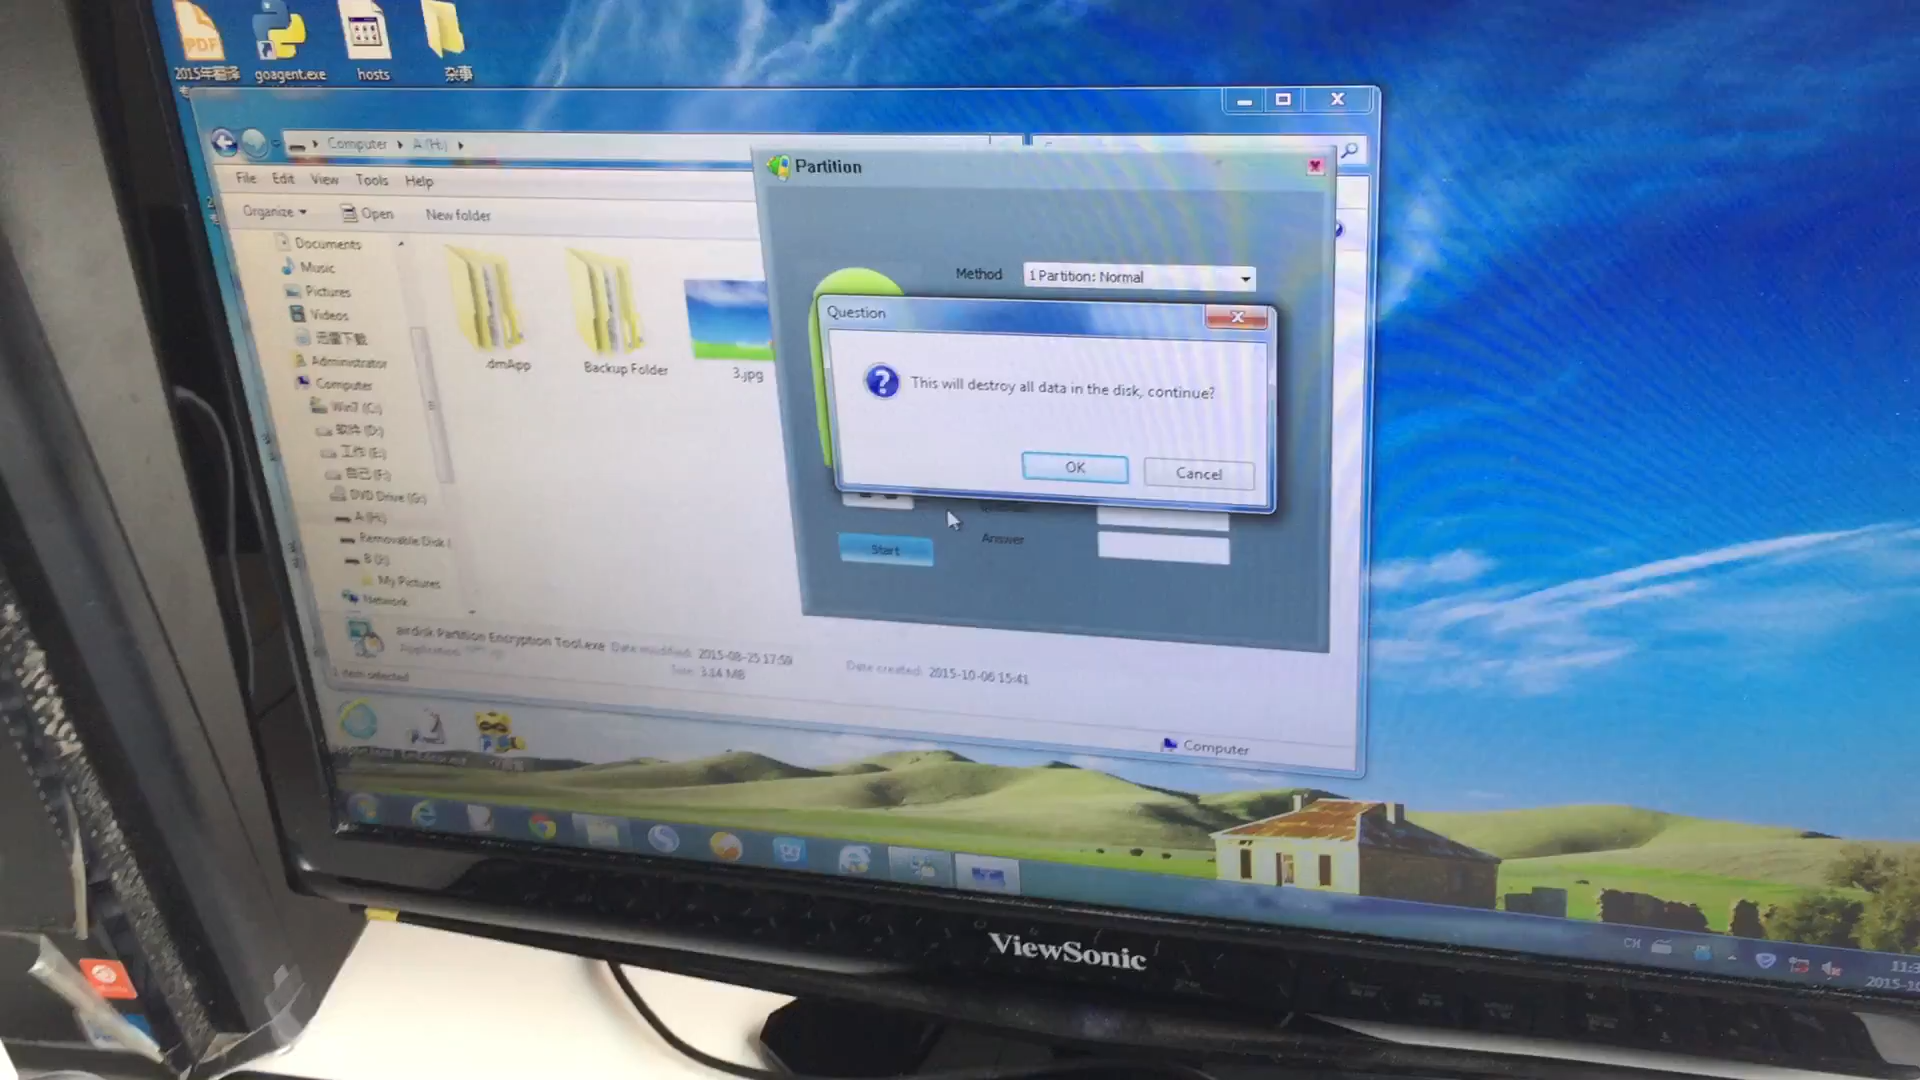 2015年翻译
goagent.exe
hosts
杂事
Computer
A (H:)
File Edit View Tools Help
Organize
Open
New folder
Documents
Music
Pictures
Videos
迅雷下载
Administrator
Computer
Win7 (C:)
软件 (D:)
工作 (E:)
自己 (F:)
DVD Drive (G:)
A (H:)
Removable Disk (
B (I:)
My Pictures
Network
.dmApp
Backup Folder
3.jpg
Partition
Method
1 Partition: Normal
Question
This will destroy all data in the disk, continue?
OK
Cancel
Start
Answer
Airdisk Partition Encryption Tool.exe
Date modified: 2015-08-25 17:59
Date created: 2015-10-06 15:41
Application
Size: 3.14 MB
1 item selected
Computer
CH
ViewSonic